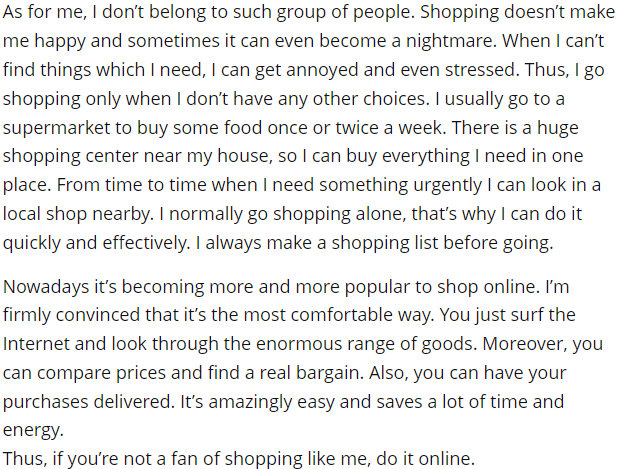 As for me, I don’t belong to such group of people. Shopping doesn’t make
me happy and sometimes it can even become a nightmare. When I can’t
find things which I need, I can get annoyed and even stressed. Thus, I go
shopping only when I don’t have any other choices. I usually go to a
supermarket to buy some food once or twice a week. There is a huge
shopping center near my house, so I can buy everything I need in one
place. From time to time when I need something urgently I can look in a
local shop nearby. I normally go shopping alone, that’s why I can do it
quickly and effectively. I always make a shopping list before going.
Nowadays it’s becoming more and more popular to shop online. I’m
firmly convinced that it’s the most comfortable way. You just surf the
Internet and look through the enormous range of goods. Moreover, you
can compare prices and find a real bargain. Also, you can have your
purchases delivered. It’s amazingly easy and saves a lot of time and
energy.
Thus, if you’re not a fan of shopping like me, do it online.